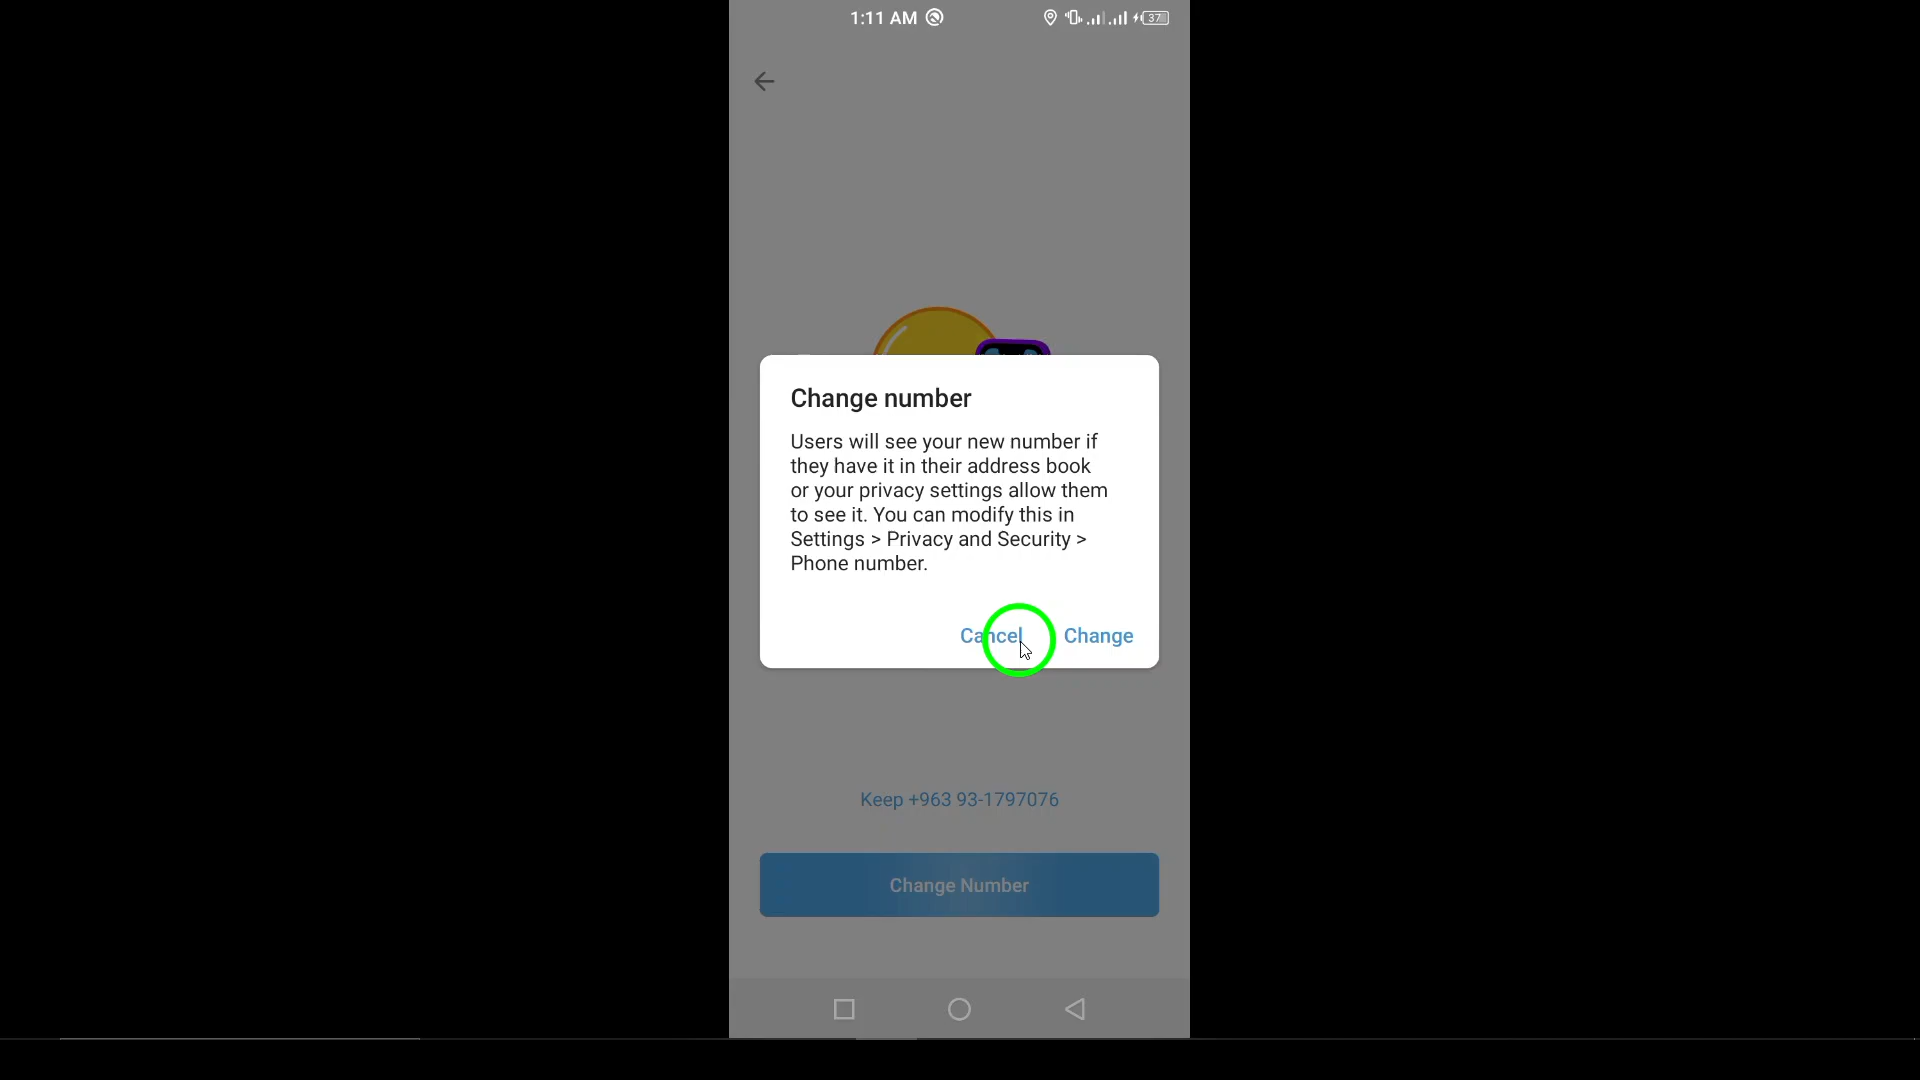 1:11 AM
37
Change number
Users will see your new number if
they have it in their address book
or your privacy settings allow them
to see it. You can modify this in
Settings > Privacy and Security >
Phone number.
Cancel Change
Keep +963 93-1797076
Change Number